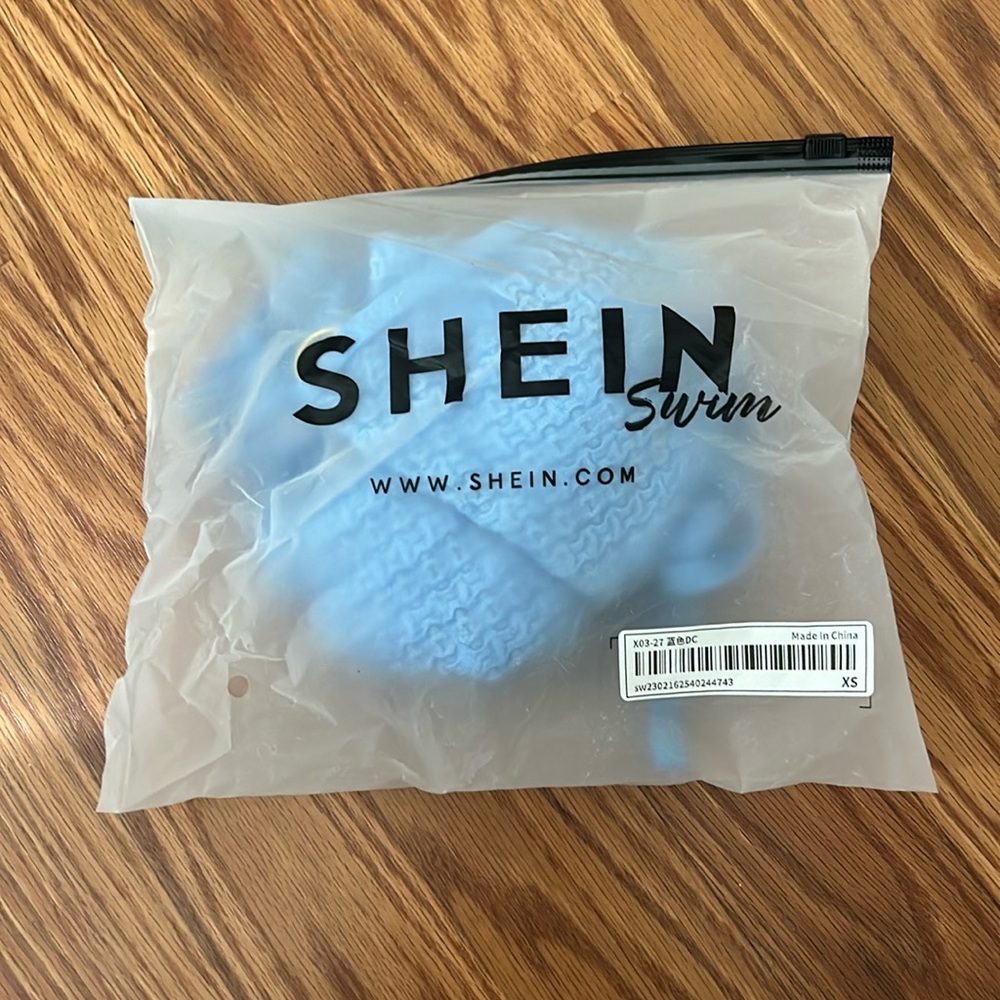 SHEIN
Swim
WWW.SHEIN.COM
X03-27 蓝色DC Made In China
sw2302162540244743 XS